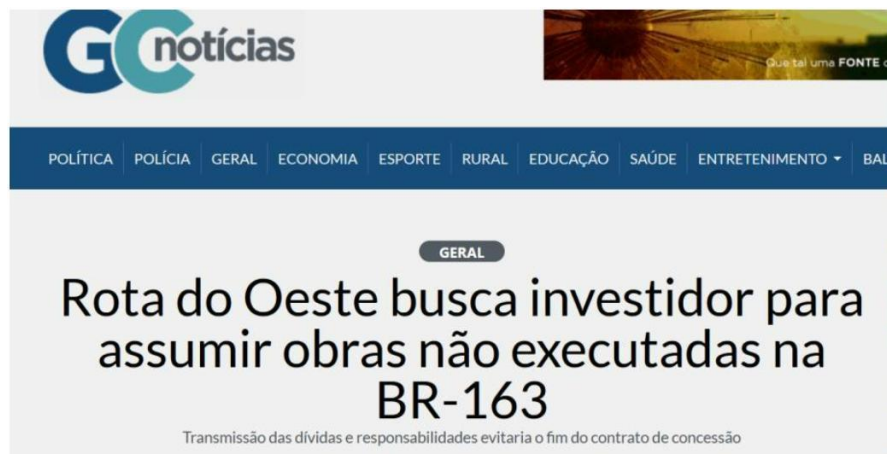 GC notícias
Que tal uma FONTE
POLÍTICA POLÍCIA GERAL ECONOMIA ESPORTE RURAL EDUCAÇÃO SAÚDE ENTRETENIMENTO
GERAL
Rota do Oeste busca investidor para
assumir obras não executadas na
BR-163
Transmissão das dívidas e responsabilidades evitaria o fim do contrato de concessão